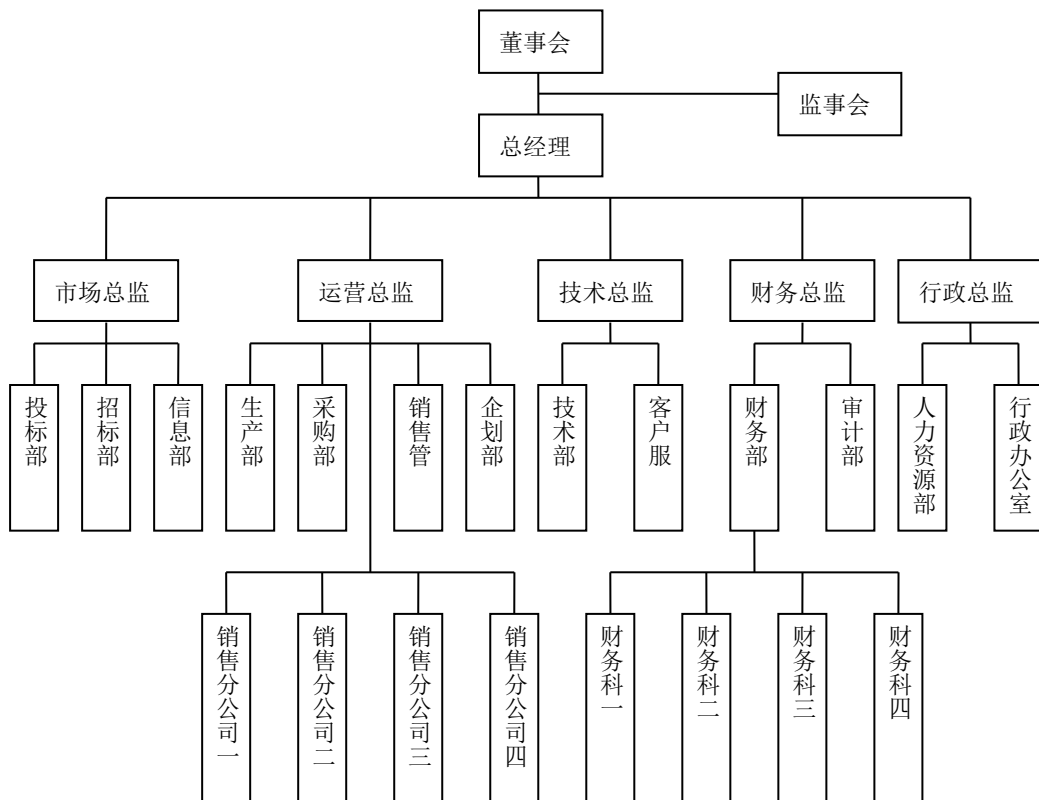 董事会
监事会
总经理
市场总监
运营总监
技术总监
财务总监
行政总监
投标部
招标部
信息部
生产部
采购部
销售管
企划部
技术部
客户服
财务部
审计部
人力资源部
行政办公室
销售分公司一
销售分公司二
销售分公司三
销售分公司四
财务科一
财务科二
财务科三
财务科四